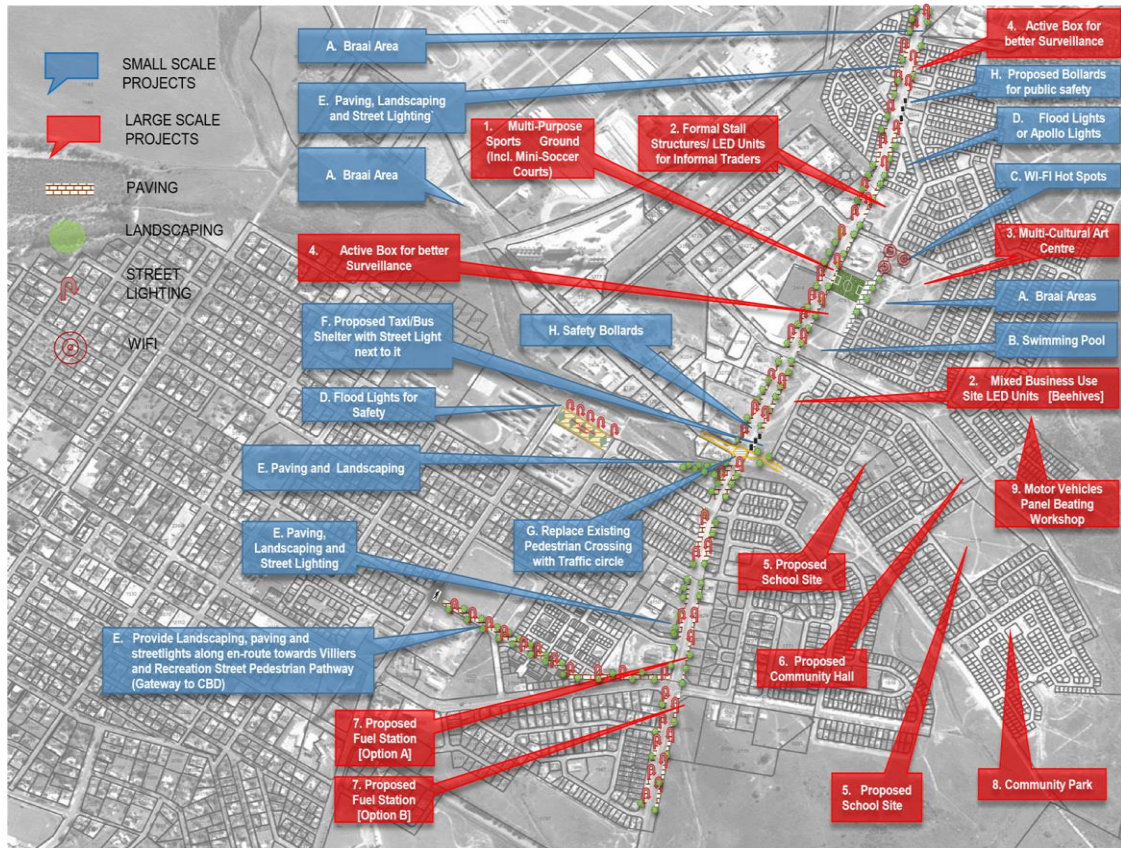 SMALL SCALE
PROJECTS
LARGE SCALE
PROJECTS
PAVING
LANDSCAPING
STREET
LIGHTING
WIFI
A. Braai Area
E. Paving, Landscaping
and Street Lighting`
A. Braai Area
1. Multi-Purpose
Sports Ground
(Incl. Mini-Soccer
Courts)
2. Formal Stall
Structures/ LED Units
for Informal Traders
4. Active Box for
better Surveillance
H. Proposed Bollards
for public safety
D. Flood Lights
or Apollo Lights
C. WI-FI Hot Spots
3. Multi-Cultural Art
Centre
A. Braai Areas
B. Swimming Pool
2. Mixed Business Use
Site LED Units [Beehives]
4. Active Box for better
Surveillance
F. Proposed Taxi/Bus
Shelter with Street Light
next to it
H. Safety Bollards
D. Flood Lights for
Safety
E. Paving and Landscaping
E. Paving,
Landscaping and
Street Lighting
G. Replace Existing
Pedestrian Crossing
with Traffic circle
9. Motor Vehicles
Panel Beating
Workshop
5. Proposed
School Site
E. Provide Landscaping, paving and
streetlights along en-route towards Villiers
and Recreation Street Pedestrian Pathway
(Gateway to CBD)
6. Proposed
Community Hall
7. Proposed
Fuel Station
[Option A]
7. Proposed
Fuel Station
[Option B]
5. Proposed
School Site
8. Community Park